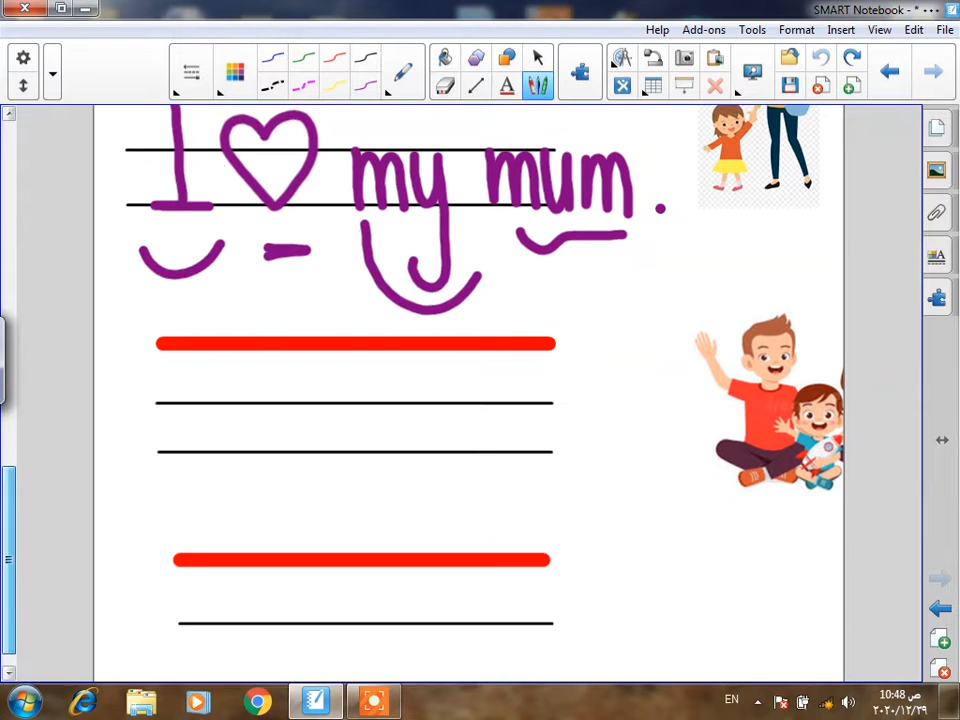 SMART Notebook - * •••
Help Add-ons Tools Format Insert View Edit File
I my mum .
EN
10:48 ص
٢٠٢٠/١٢/٢٩